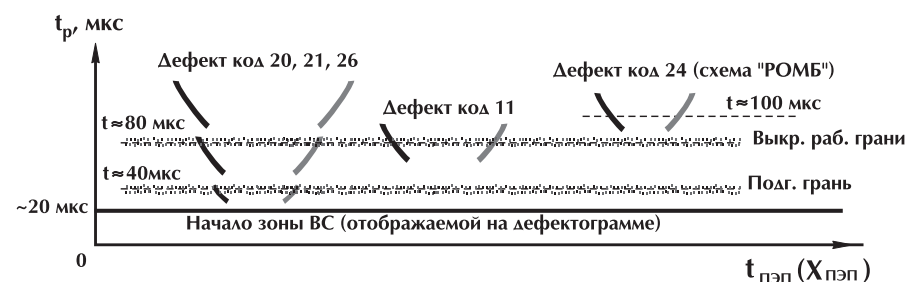 tр, мкс
Дефект код 20, 21, 26
Дефект код 24 (схема "РОМБ")
t≈100 мкс
Дефект код 11
t≈80 мкс
Выкр. раб. грани
t≈40мкс
Подг. грань
~20 мкс
Начало зоны ВС (отображаемой на дефектограмме)
0
tПЭП (XПЭП)